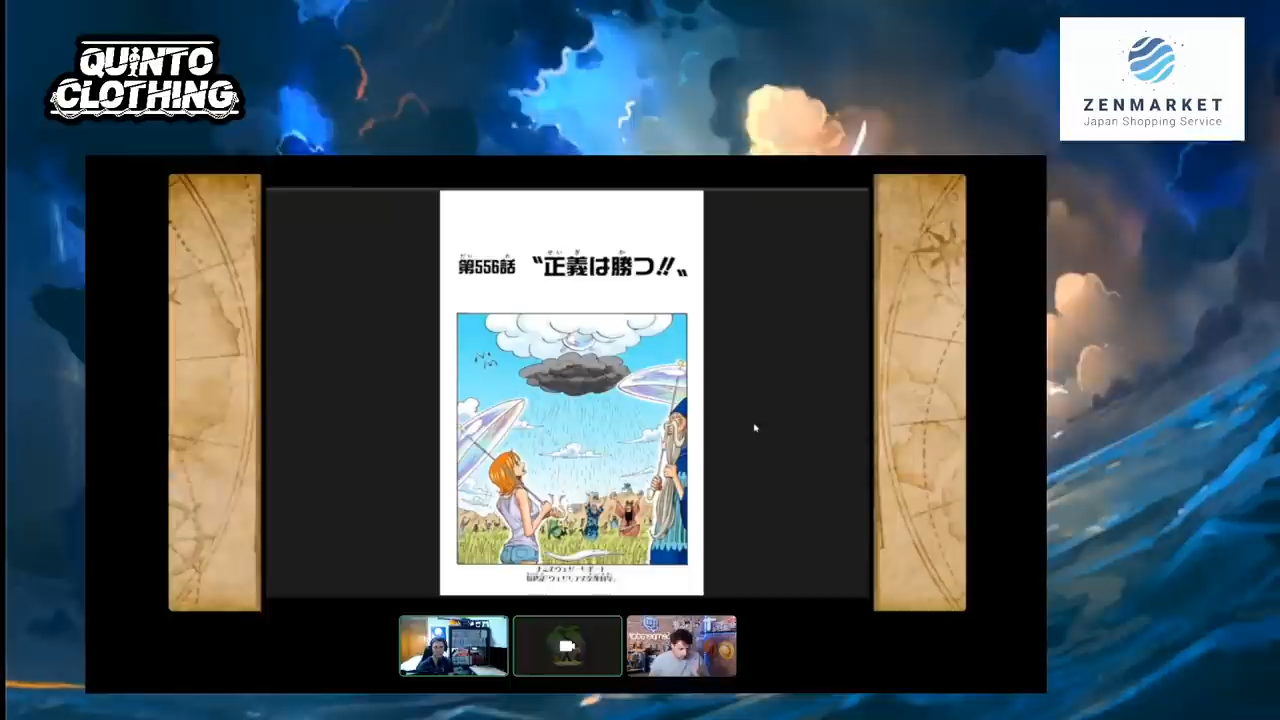 QUINTO
CLOTHING
ZENMARKET
Japan Shopping Service
第556話 〝正義は勝つ!!〟